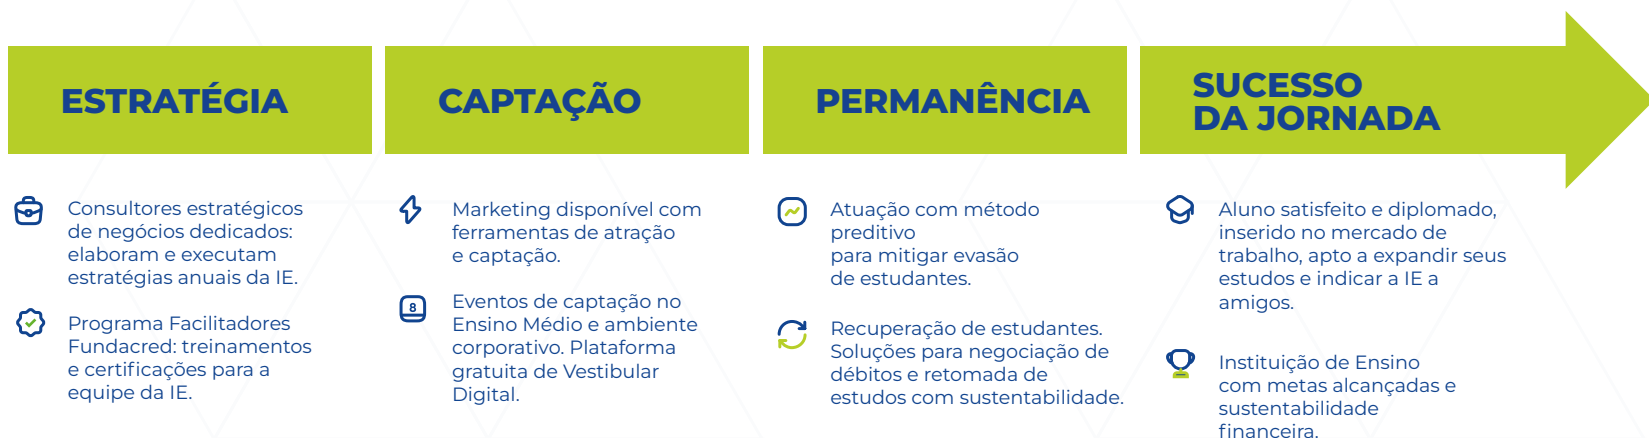 ESTRATÉGIA
Consultores estratégicos
de negócios dedicados:
elaboram e executam
estratégias anuais da IE.
Programa Facilitadores
Fundacred: treinamentos
e certificações para a
equipe da IE.
CAPTAÇÃO
Marketing disponível com
ferramentas de atração
e captação.
8
Eventos de captação no
Ensino Médio e ambiente
corporativo. Plataforma
gratuita de Vestibular
Digital.
PERMANÊNCIA
Atuação com método
preditivo
para mitigar evasão
de estudantes.
Recuperação de estudantes.
Soluções para negociação de
débitos e retomada de
estudos com sustentabilidade.
SUCESSO
DA JORNADA
Aluno satisfeito e diplomado,
inserido no mercado de
trabalho, apto a expandir seus
estudos e indicar a IE a
amigos.
Instituição de Ensino
com metas alcançadas e
sustentabilidade
financeira.